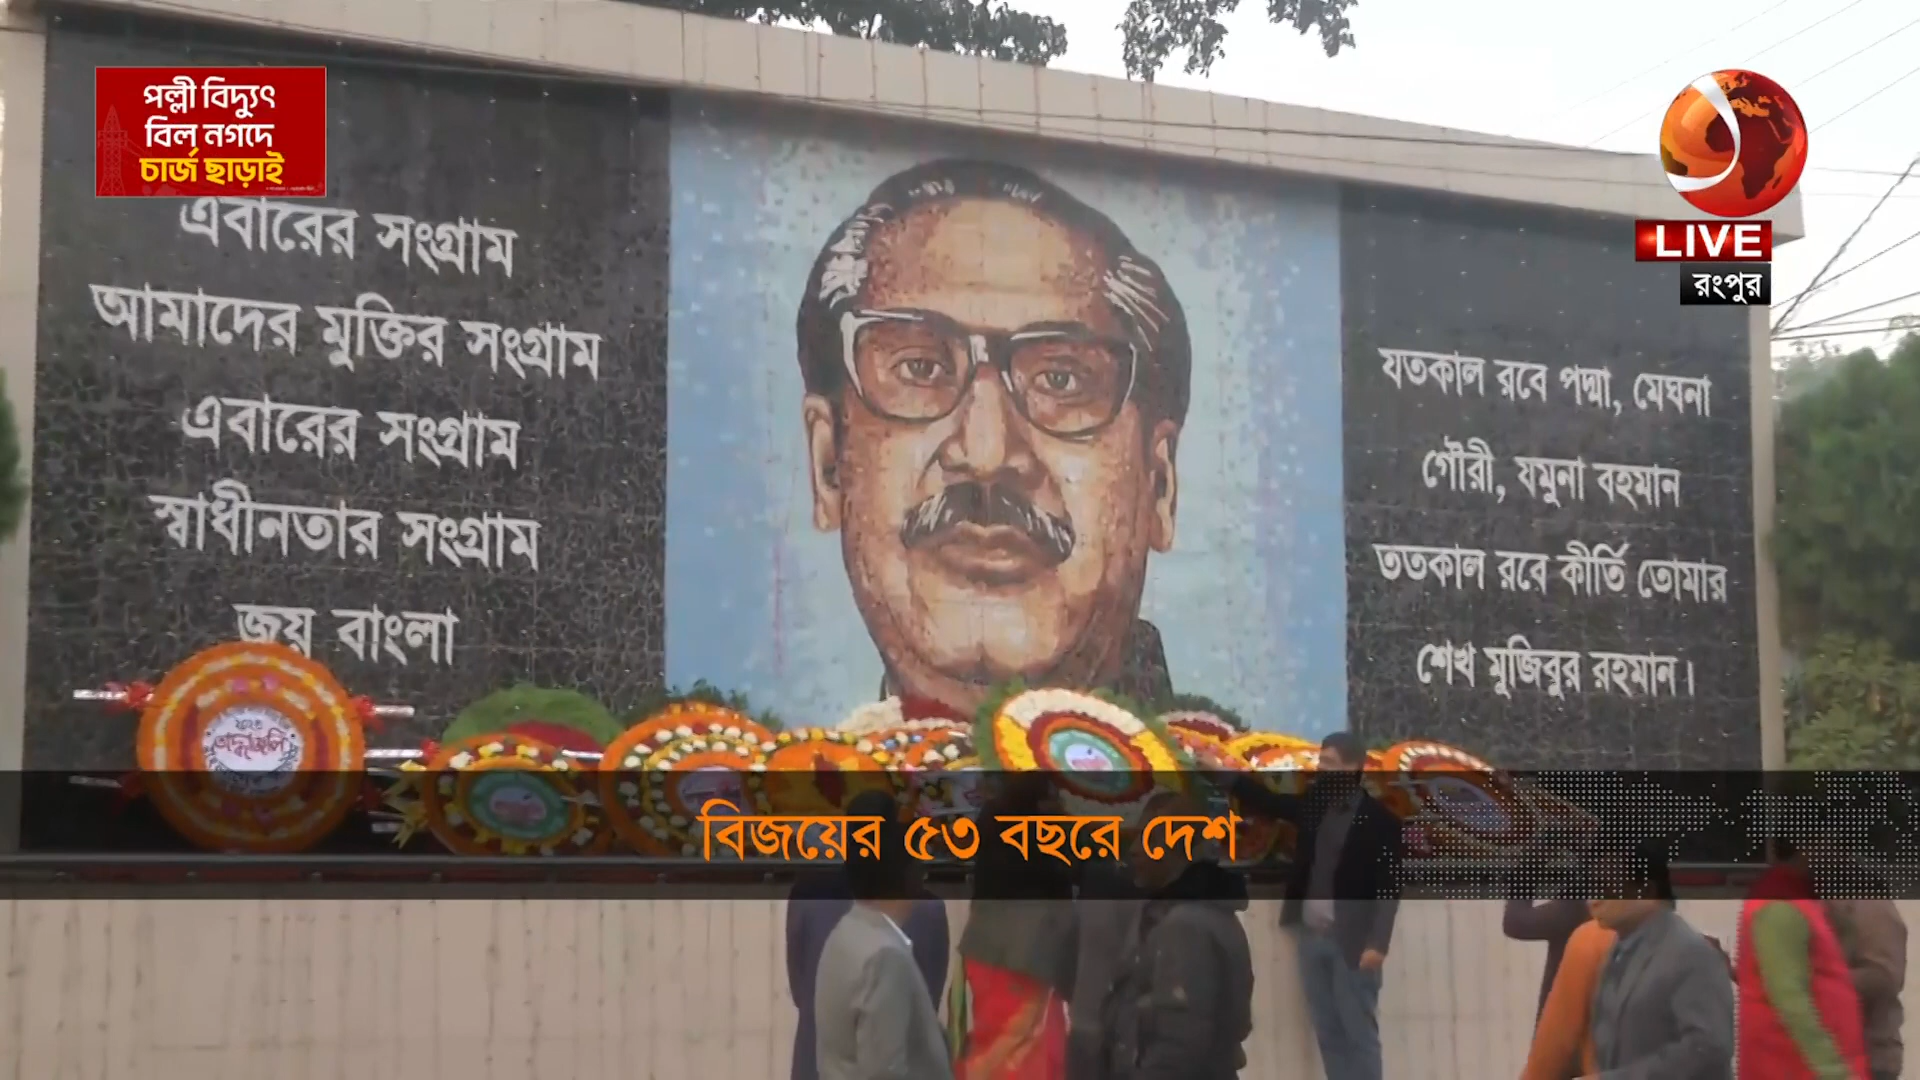 পল্লী বিদ্যুৎ
বিল নগদে
চার্জ ছাড়াই
এবারের সংগ্রাম
আমাদের মুক্তির সংগ্রাম
এবারের সংগ্রাম
স্বাধীনতার সংগ্রাম
জয় বাংলা
LIVE
রংপুর
যতকাল রবে পদ্মা, মেঘনা
গৌরী, যমুনা বহমান
ততকাল রবে কীর্তি তোমার
শেখ মুজিবুর রহমান।
বিজয়ের ৫৩ বছরে দেশ